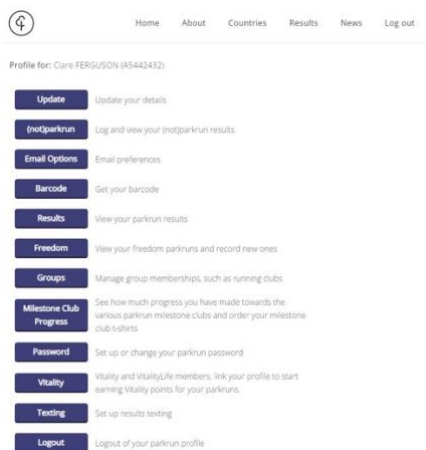 Home About Countries Results News Log out
Profile for: Clare FERGUSON (A5442432)
Update Update your details
(not)parkrun Log and view your (not)parkrun results
Email Options Email preferences
Barcode Get your barcode
Results View your parkrun results
Freedom View your freedom parkruns and record new ones
Groups Manage group memberships, such as running clubs
Milestone Club See how much progress you have made towards the
Progress various parkrun milestone clubs and order your milestone
club t-shirts
Password Set up or change your parkrun password
Vitality Vitality and VitalityLife members: link your profile to start
earning Vitality points for your parkruns.
Texting Set up results texting
Logout Logout of your parkrun profile